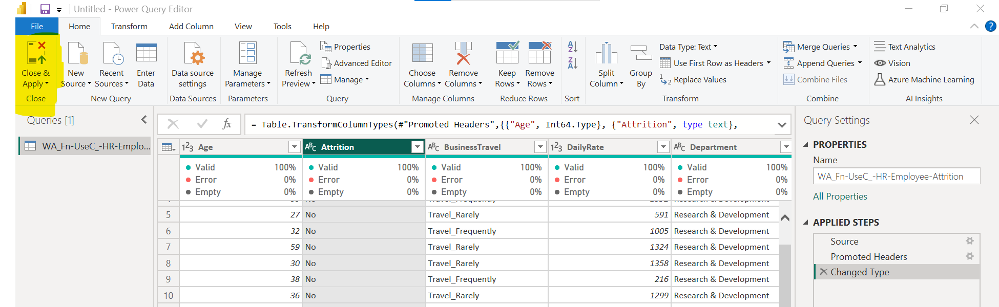 Untitled - Power Query Editor
File Home Transform Add Column View Tools Help
Close & Apply
New Source
Recent Sources
Enter Data
Data source settings
Manage Parameters
Refresh Preview
Properties
Advanced Editor
Manage
Choose Columns
Remove Columns
Keep Rows
Remove Rows
Split Column
Group By
Data Type: Text
Use First Row as Headers
Replace Values
Merge Queries
Append Queries
Combine Files
Text Analytics
Vision
Azure Machine Learning
Close New Query Data Sources Parameters Query Manage Columns Reduce Rows Sort Transform Combine AI Insights
Queries [1]
WA_Fn-UseC_-HR-Emplo...
= Table.TransformColumnTypes(#"Promoted Headers",{{"Age", Int64.Type}, {"Attrition", type text},
Age Attrition BusinessTravel DailyRate Department
Valid 100% Valid 100% Valid 100% Valid 100% Valid 100%
Error 0% Error 0% Error 0% Error 0% Error 0%
Empty 0% Empty 0% Empty 0% Empty 0% Empty 0%
5 27 No Travel_Rarely 591 Research & Development
6 32 No Travel_Frequently 1005 Research & Development
7 59 No Travel_Rarely 1324 Research & Development
8 30 No Travel_Rarely 1358 Research & Development
9 38 No Travel_Frequently 216 Research & Development
10 36 No Travel_Rarely 1299 Research & Development
Query Settings
PROPERTIES
Name
WA_Fn-UseC_-HR-Employee-Attrition
All Properties
APPLIED STEPS
Source
Promoted Headers
Changed Type